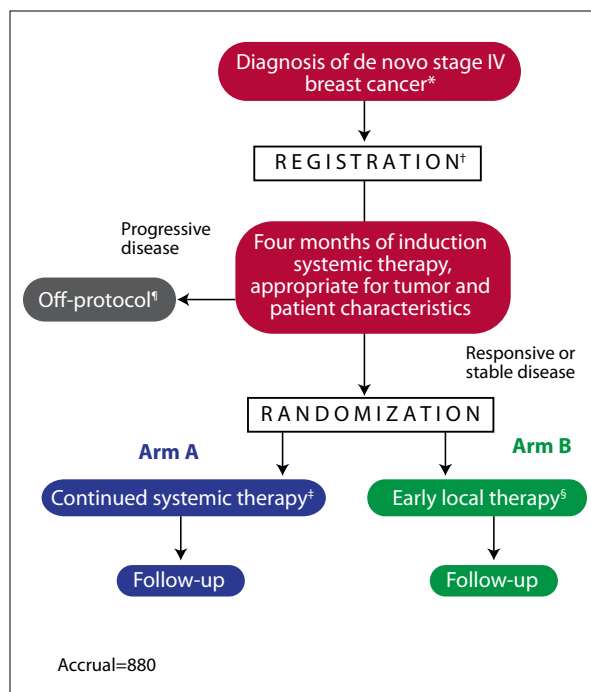 Diagnosis of de novo stage IV
breast cancer*
REGISTRATION†
Progressive
disease
Four months of induction
systemic therapy,
appropriate for tumor and
patient characteristics
Off-protocol¶
Responsive or
stable disease
RANDOMIZATION
Arm A
Arm B
Continued systemic therapy‡
Early local therapy§
Follow-up
Follow-up
Accrual=880